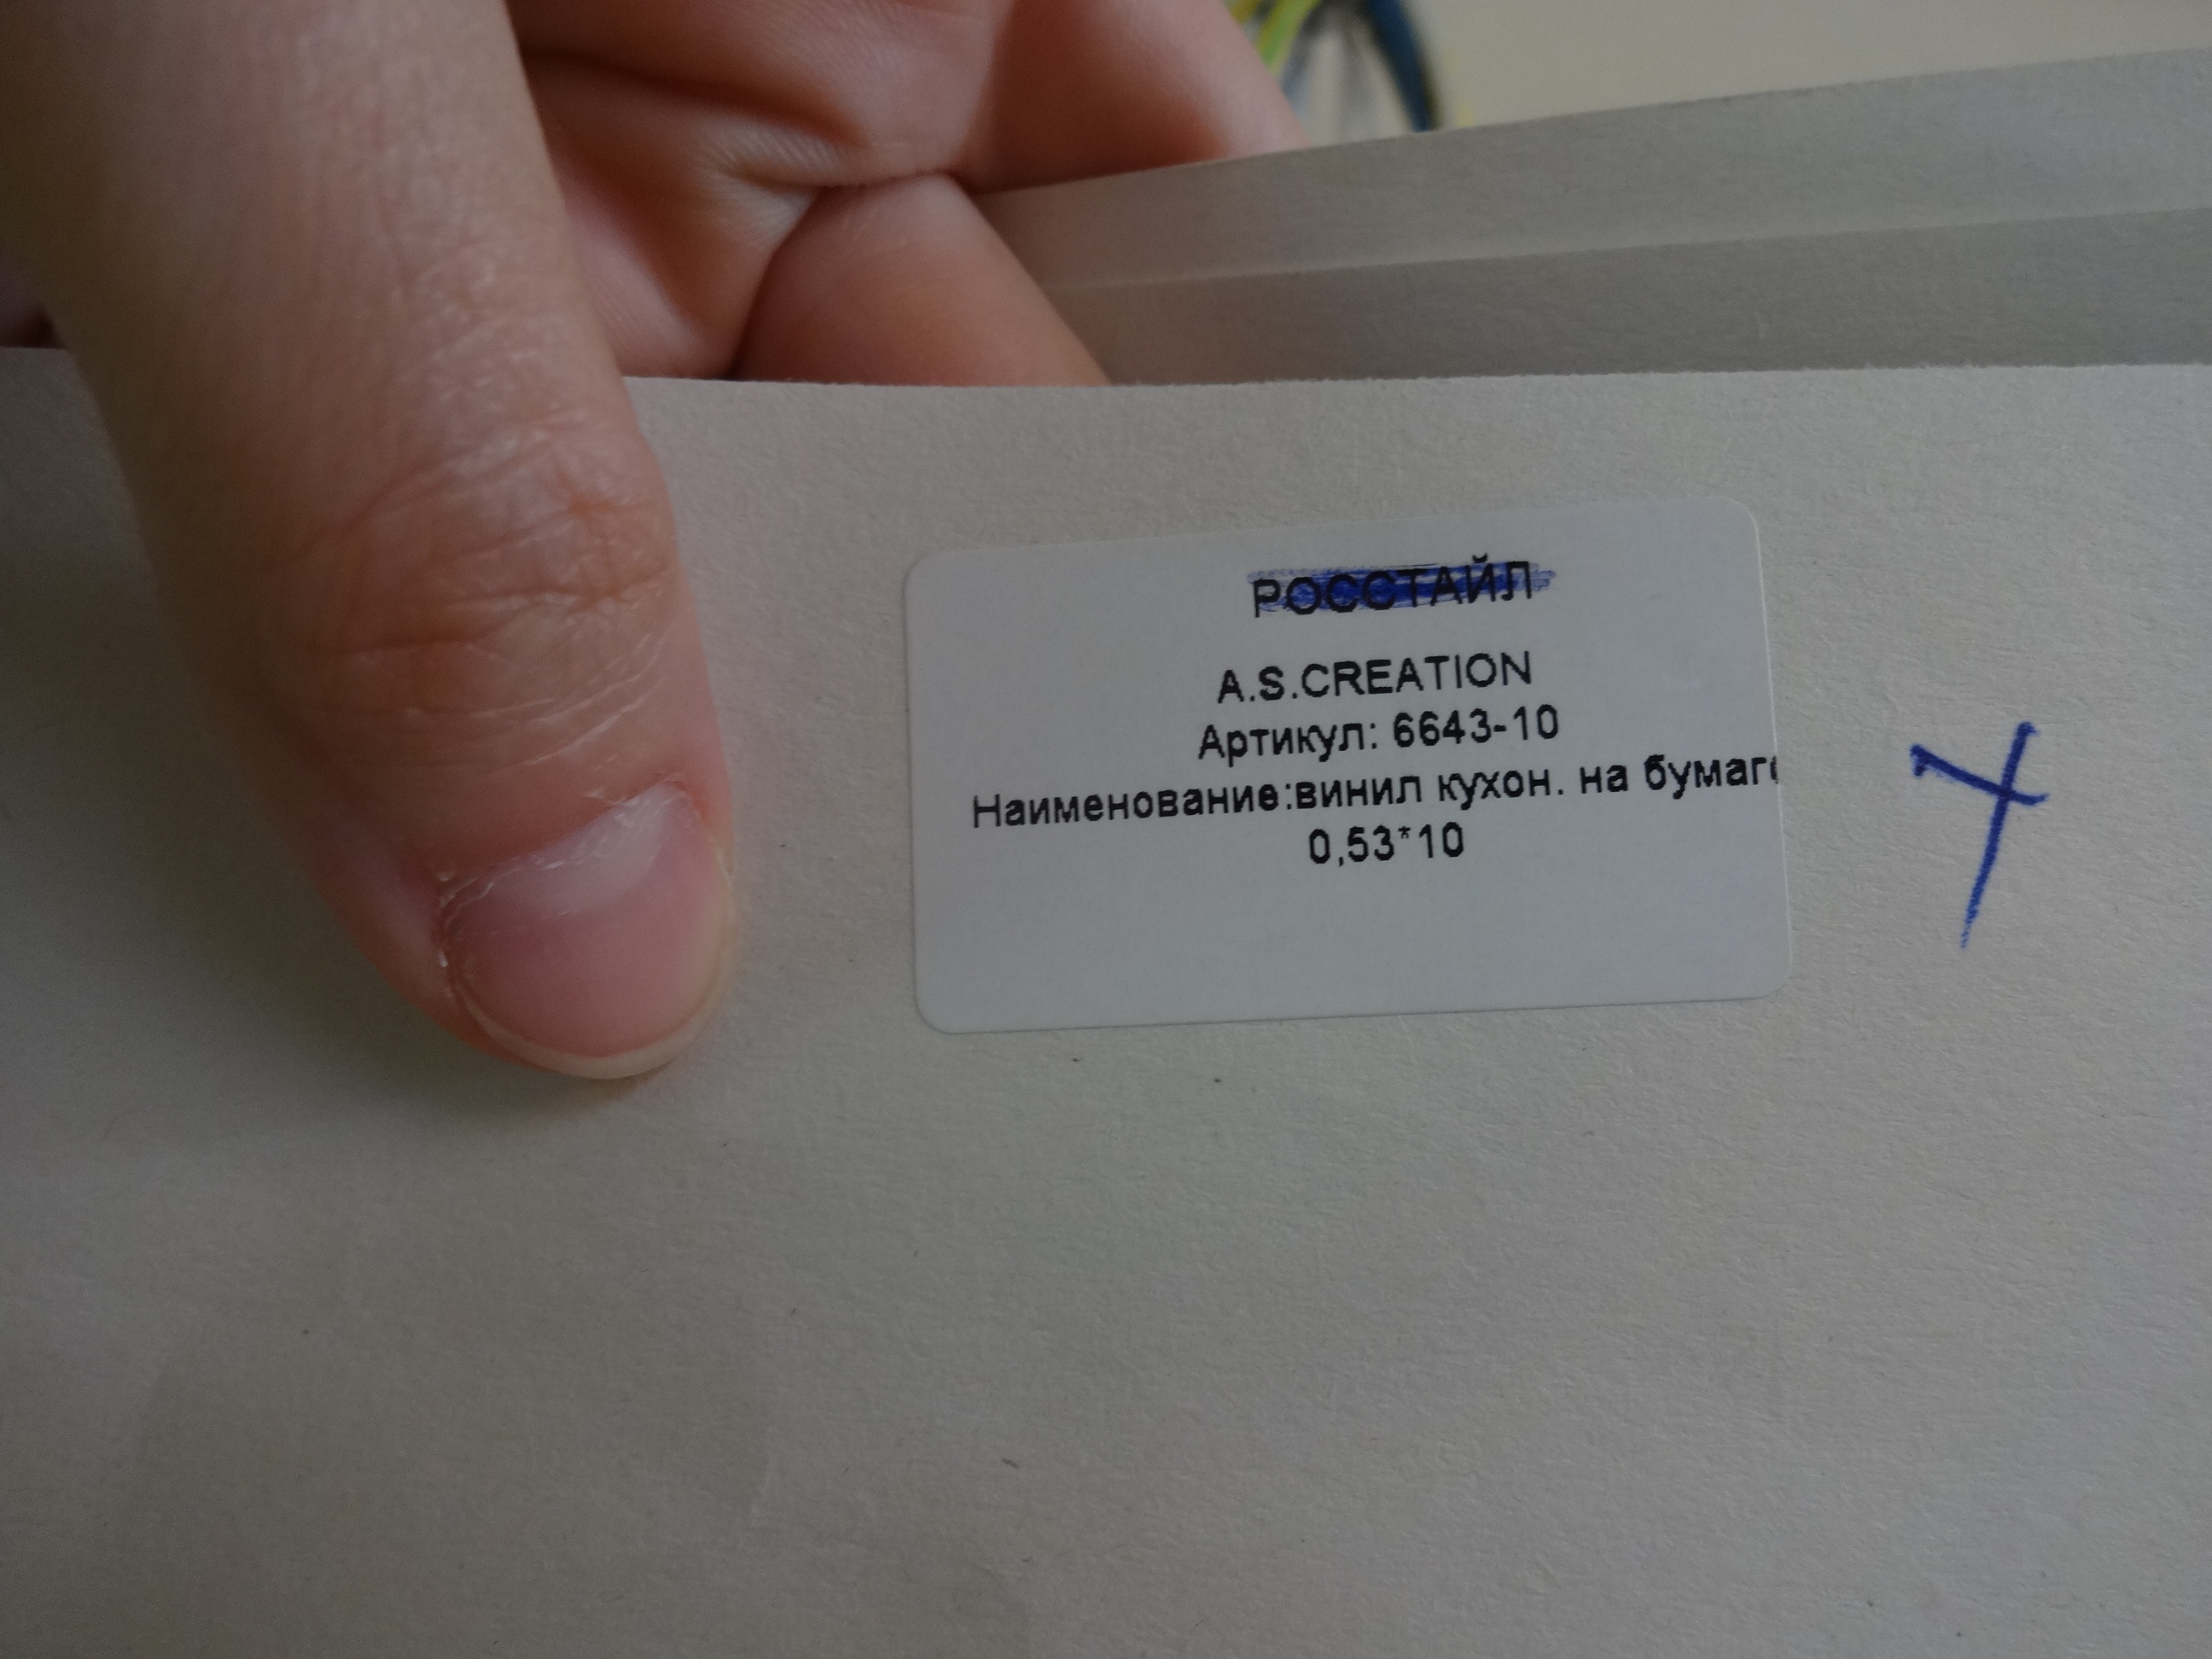 РОССТАЙЛ
A.S.CREATION
Артикул: 6643-10
Наименование:винил кухон. на бумаг
0,53*10